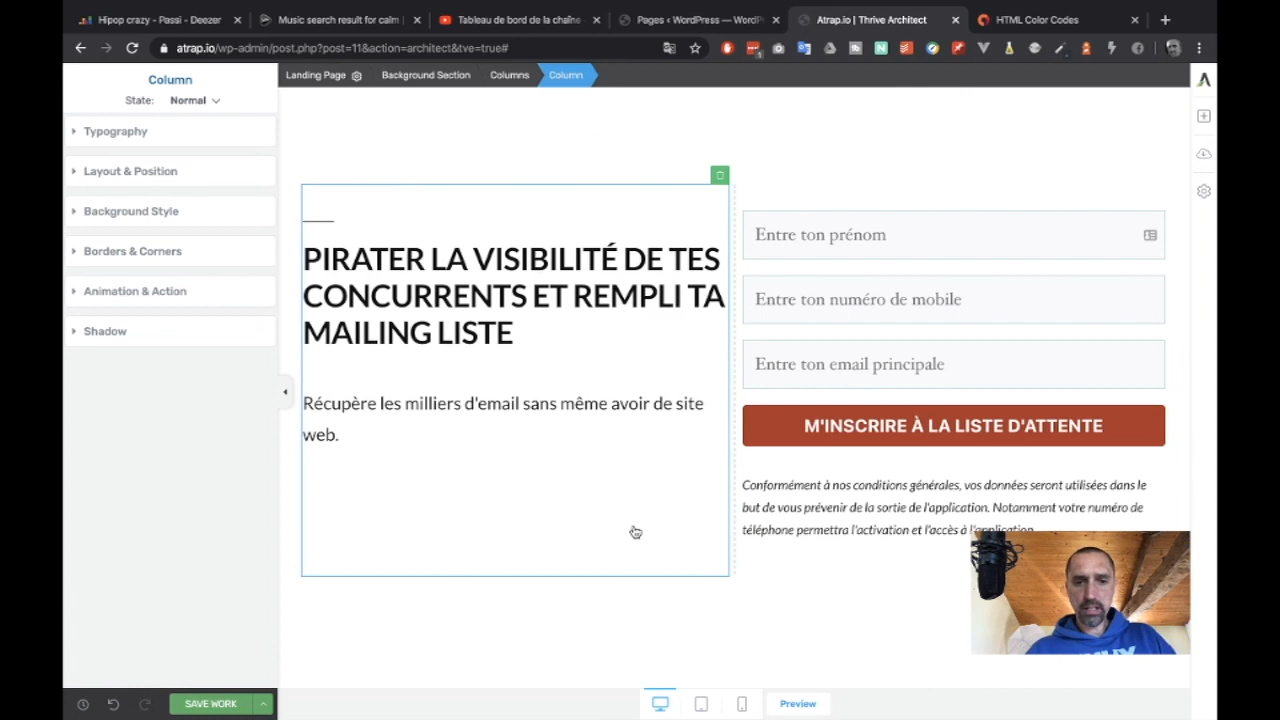 Hipop crazy - Passi - Deezer
Music search result for calm
Tableau de bord de la chaîne
Pages ‹ WordPress — WordP
Atrap.io | Thrive Architect
HTML Color Codes
atrap.io/wp-admin/post.php?post=11&action=architect&tve=true#
Column
State: Normal
Typography
Layout & Position
Background Style
Borders & Corners
Animation & Action
Shadow
Landing Page
Background Section
Columns
Column
PIRATER LA VISIBILITÉ DE TES
CONCURRENTS ET REMPLI TA
MAILING LISTE
Récupère les milliers d'email sans même avoir de site
web.
Entre ton prénom
Entre ton numéro de mobile
Entre ton email principale
M'INSCRIRE À LA LISTE D'ATTENTE
Conformément à nos conditions générales, vos données seront utilisées dans le
but de vous prévenir de la sortie de l'application. Notamment votre numéro de
téléphone permettra l'activation et l'accès à l'application
SAVE WORK
Preview